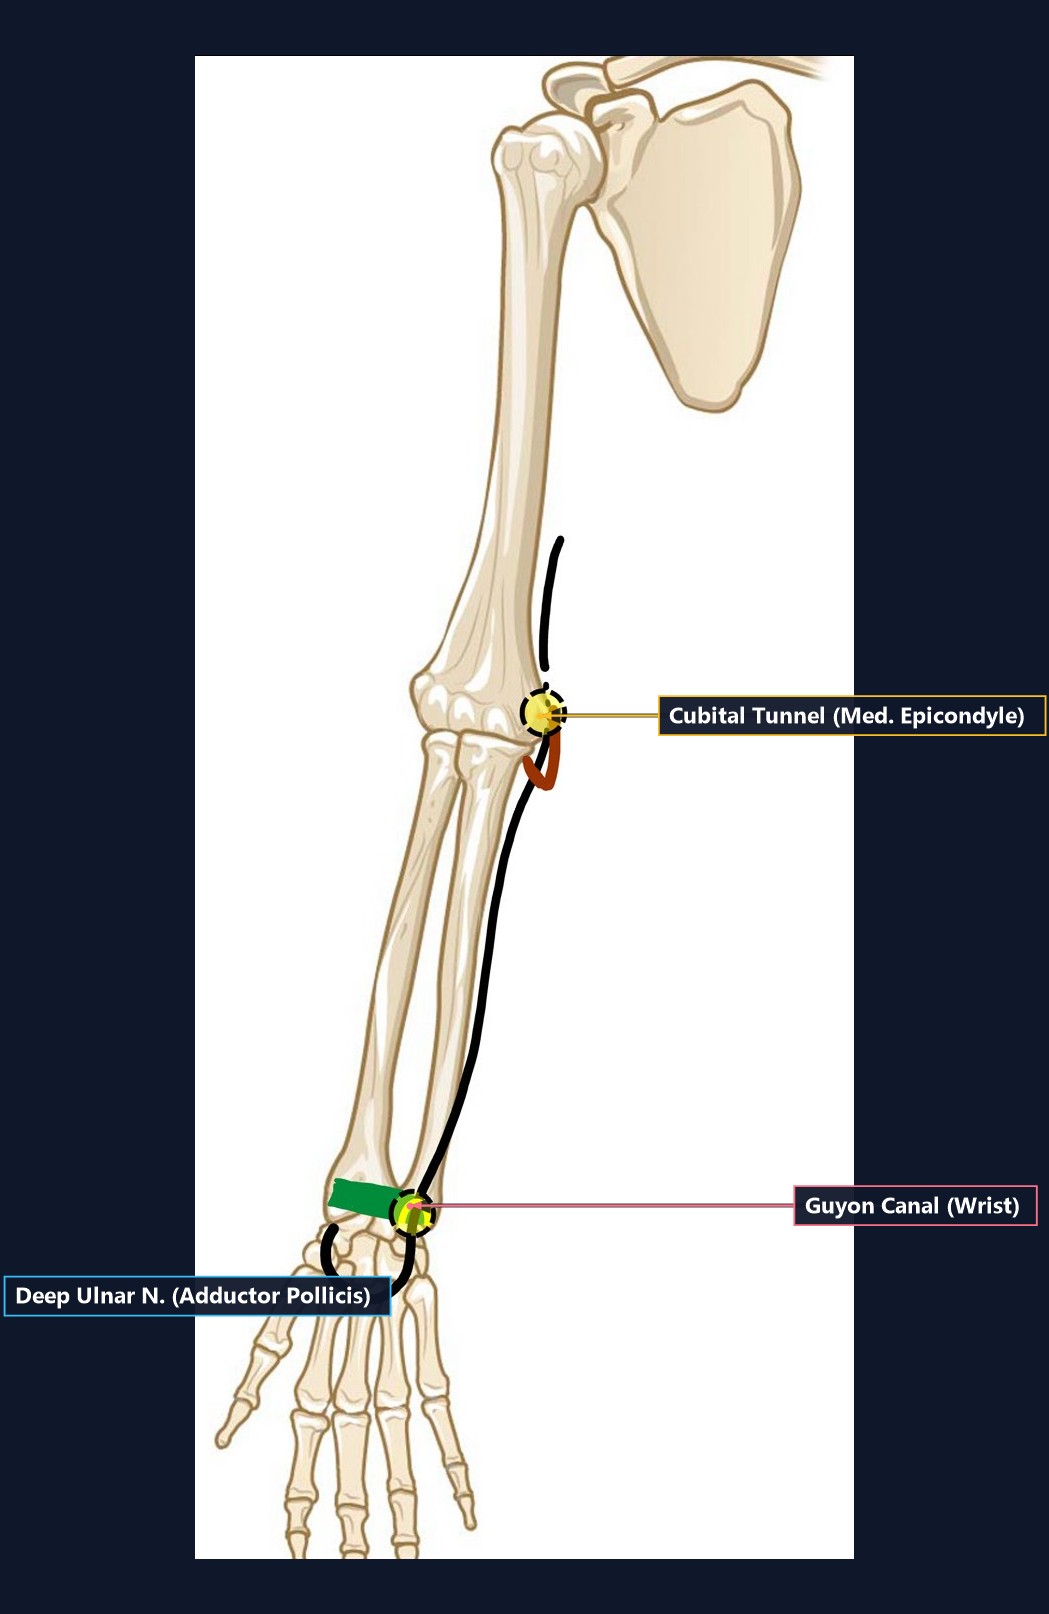 Cubital Tunnel (Med. Epicondyle)
Guyon Canal (Wrist)
Deep Ulnar N. (Adductor Pollicis)